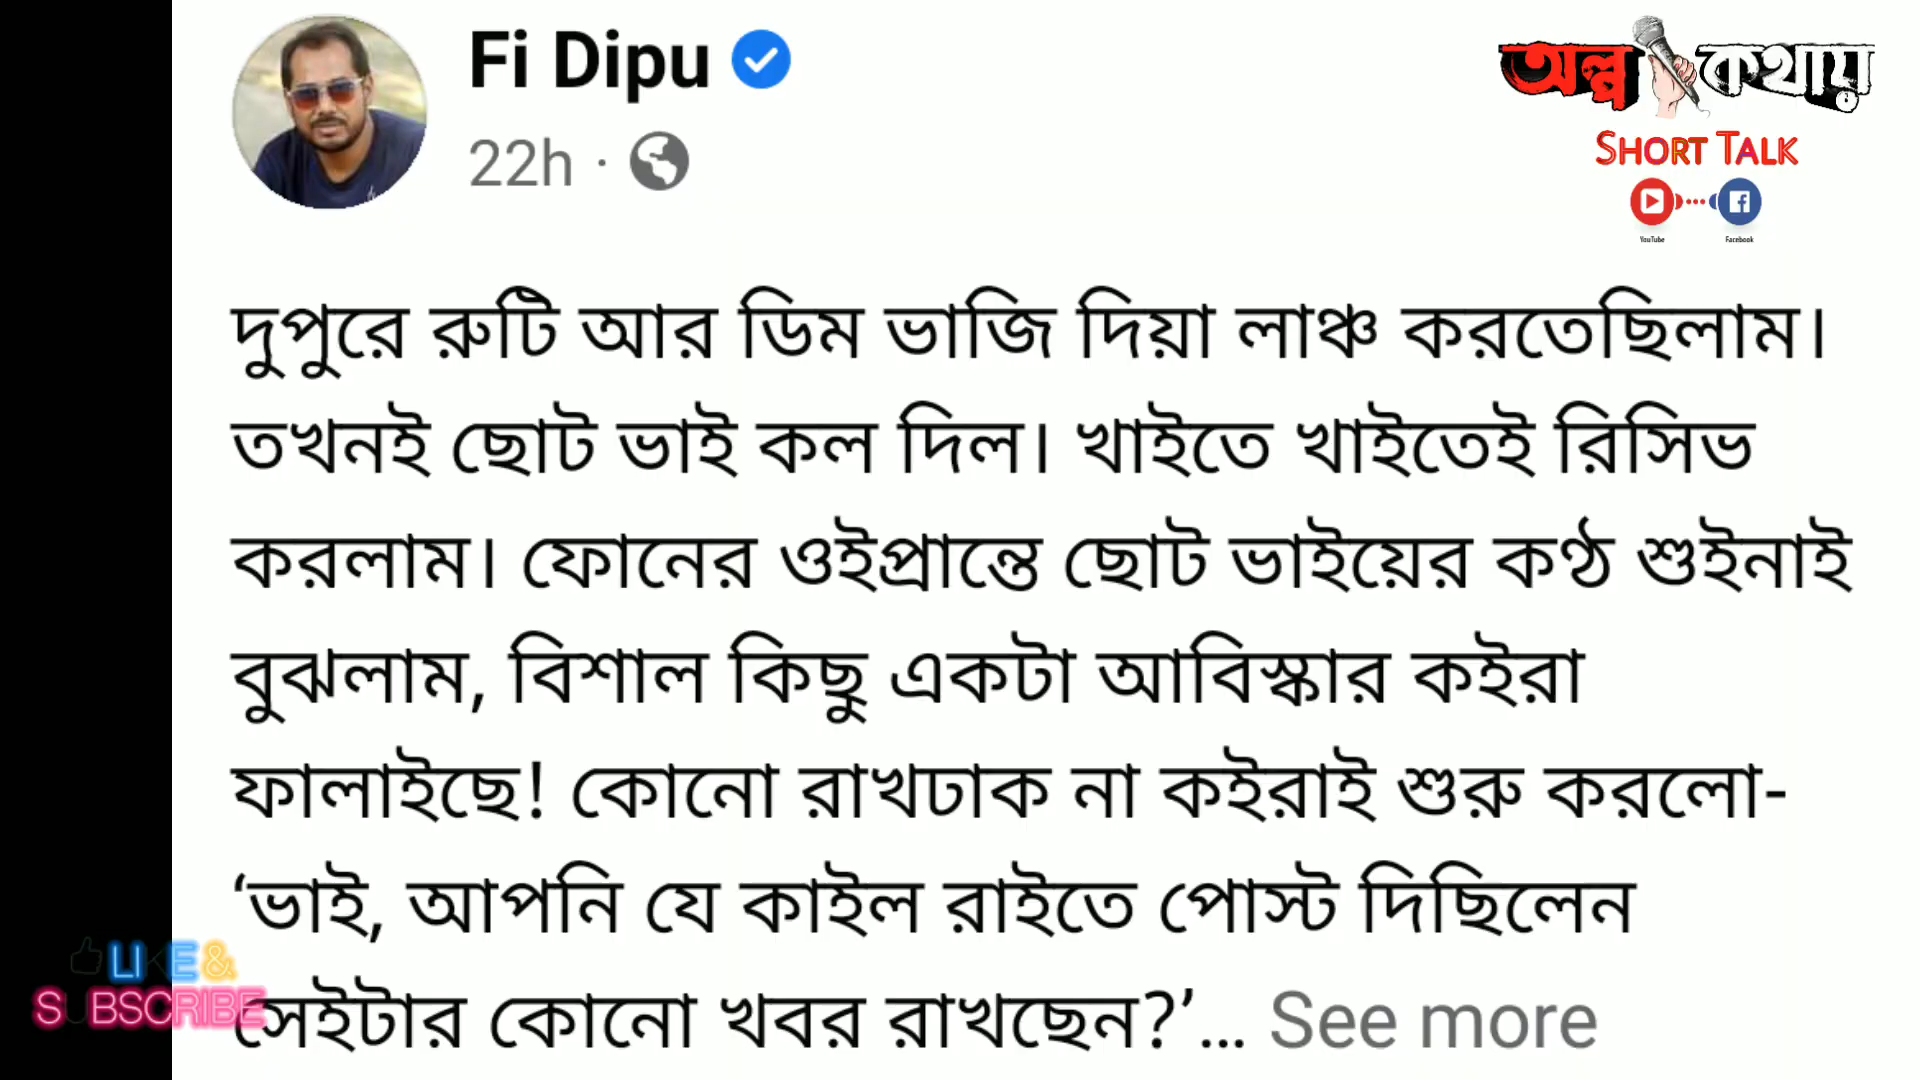 Fi Dipu
22h ·
অল্প কথায়
SHORT TALK
YouTube
Facebook
দুপুরে রুটি আর ডিম ভাজি দিয়া লাঞ্চ করতেছিলাম।
তখনই ছোট ভাই কল দিল। খাইতে খাইতেই রিসিভ
করলাম। ফোনের ওইপ্রান্তে ছোট ভাইয়ের কণ্ঠ শুইনাই
বুঝলাম, বিশাল কিছু একটা আবিস্কার কইরা
ফালাইছে! কোনো রাখঢাক না কইরাই শুরু করলো-
‘ভাই, আপনি যে কাইল রাইতে পোস্ট দিছিলেন
সেইটার কোনো খবর রাখছেন?’... See more
LIKE &
SUBSCRIBE